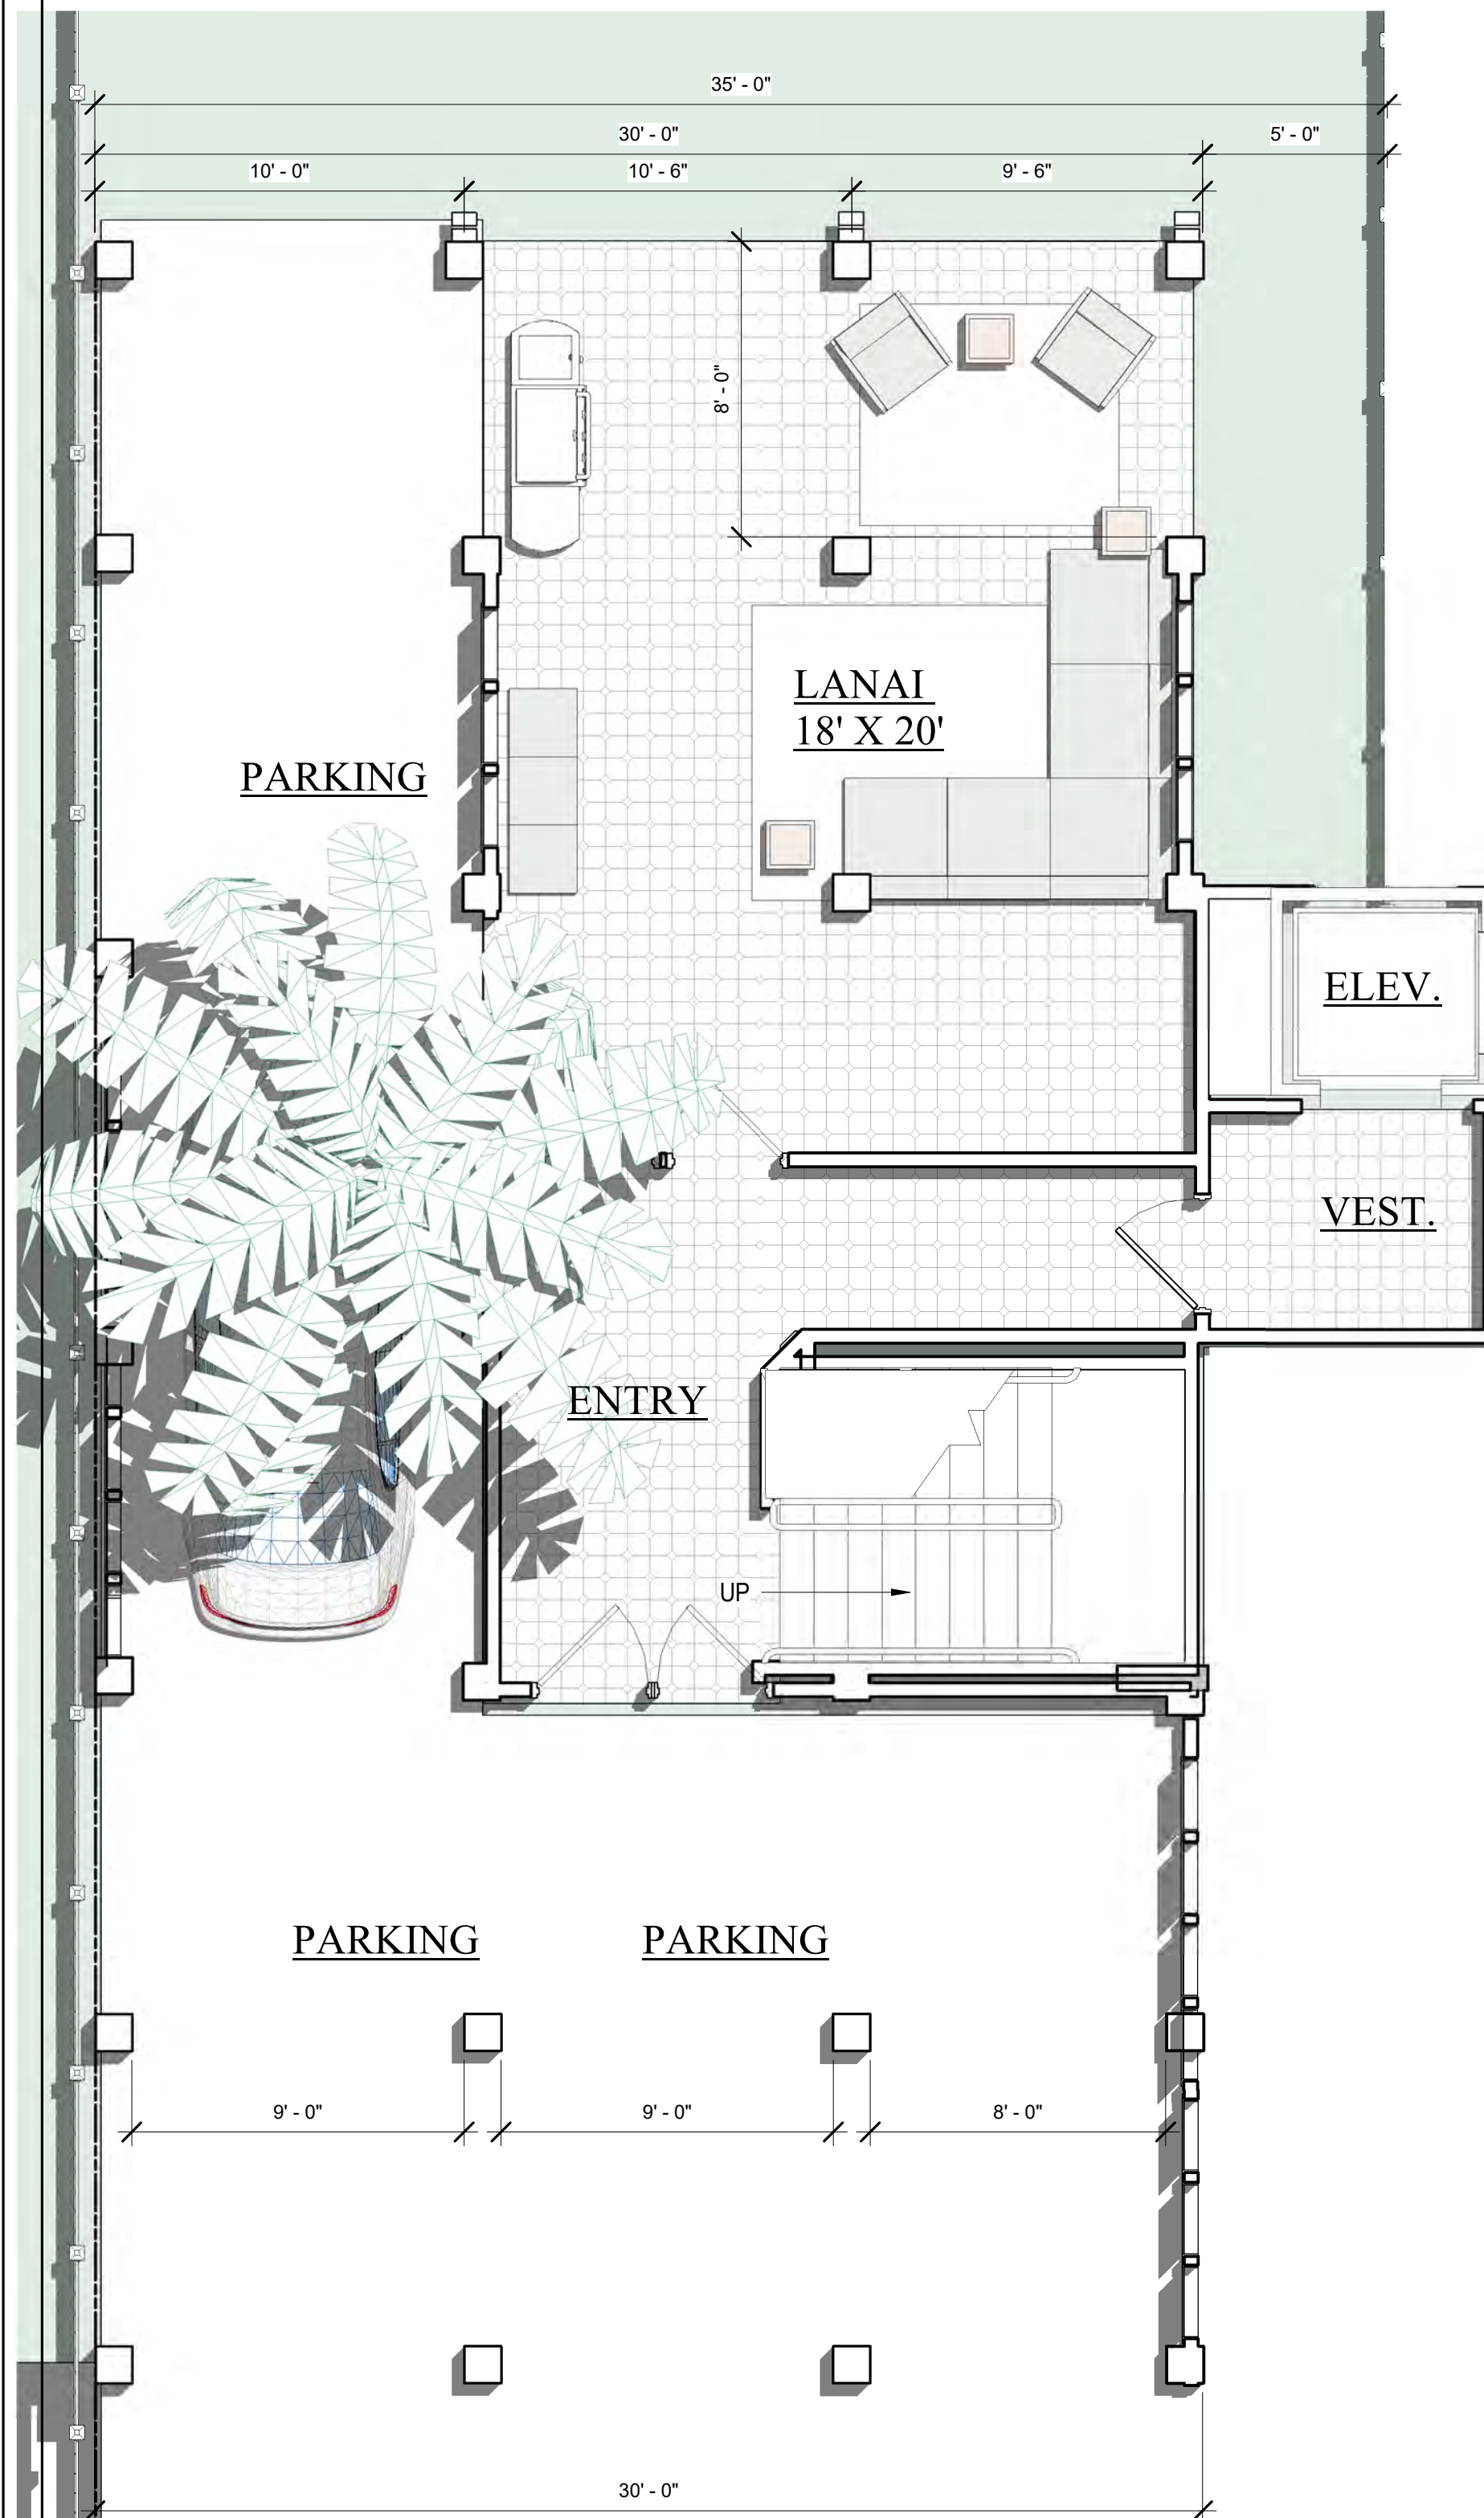 35' - 0"
30' - 0"
5' - 0"
10' - 0"
10' - 6"
9' - 6"
8' - 0"
LANAI
18' X 20'
PARKING
ELEV.
VEST.
ENTRY
UP
PARKING
PARKING
9' - 0"
9' - 0"
8' - 0"
30' - 0"